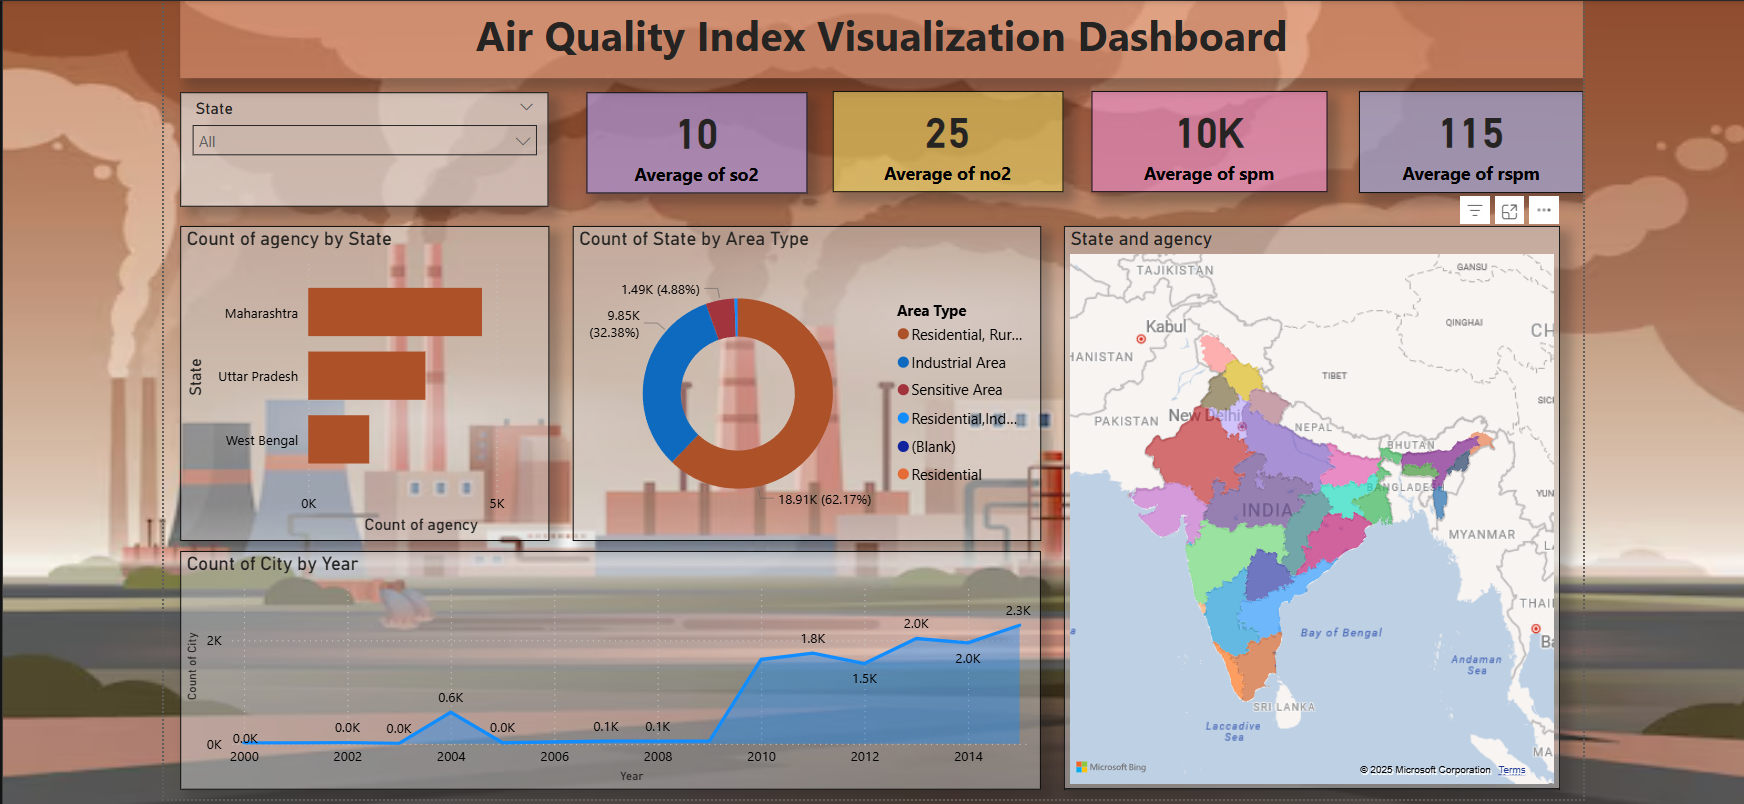 Air Quality Index Visualization Dashboard
State
All
10
Average of so2
25
Average of no2
10K
Average of spm
115
Average of rspm
Count of agency by State
State
Maharashtra
Uttar Pradesh
West Bengal
0K
5K
Count of agency
Count of State by Area Type
1.49K (4.88%)
9.85K
(32.38%)
18.91K (62.17%)
Area Type
Residential, Rur...
Industrial Area
Sensitive Area
Residential,Ind...
(Blank)
Residential
Count of City by Year
Count of City
2K
0K
0.0K
0.0K
0.0K
0.6K
0.0K
0.1K
0.1K
1.8K
1.5K
2.0K
2.0K
2.3K
2000
2002
2004
2006
2008
2010
2012
2014
Year
State and agency
TAJIKISTAN
GANSU
Kabul
QINGHAI
CH
HANISTAN
TIBET
SIC
New Delhi
PAKISTAN
NEPAL
BHUTAN
BANGLADESH
YUN
INDIA
MYANMAR
L
THAI
Bay of Bengal
Ba
Andaman
Sea
SRI LANKA
Laccadive
Sea
MA
Microsoft Bing
© 2025 Microsoft Corporation Terms